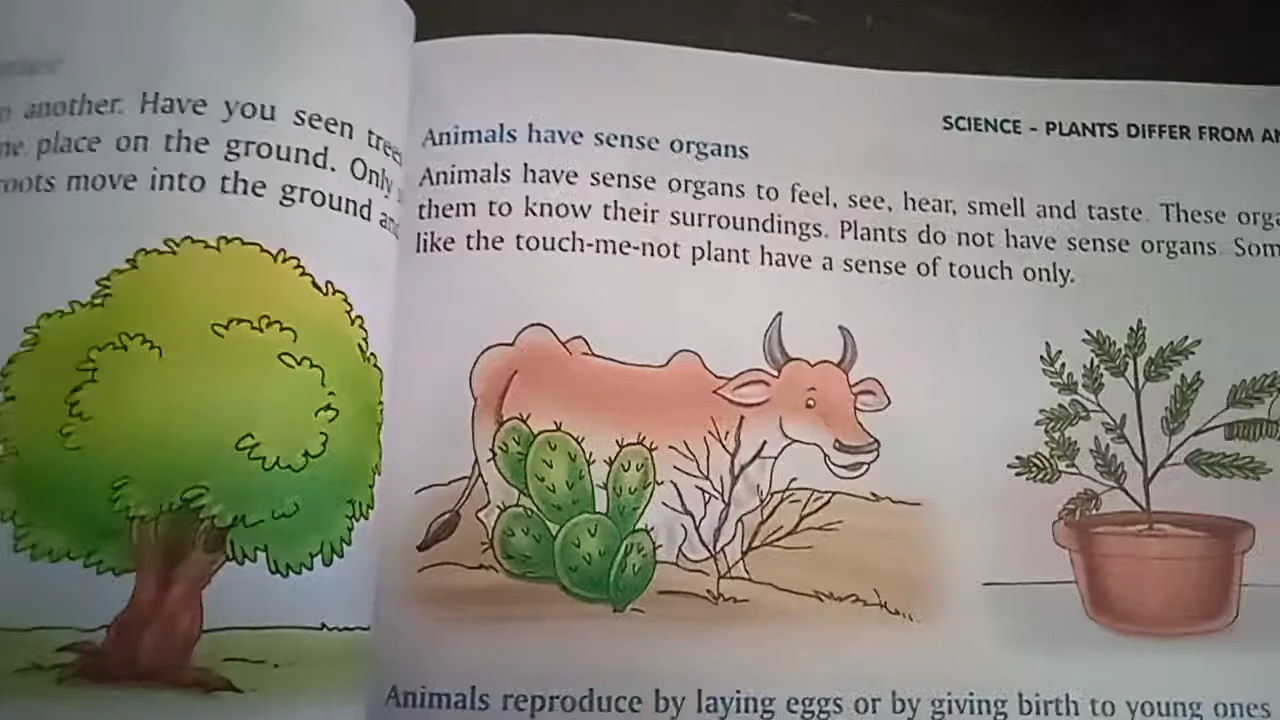 another. Have you seen
place on the ground. Only
roots move into the ground
SCIENCE - PLANTS DIFFER FROM
Animals have sense organs
Animals have sense organs to feel, see, hear, smell and taste. These
them to know their surroundings. Plants do not have sense organs.
like the touch-me-not plant have a sense of touch only.
Animals reproduce by laying eggs or by giving birth to young ones